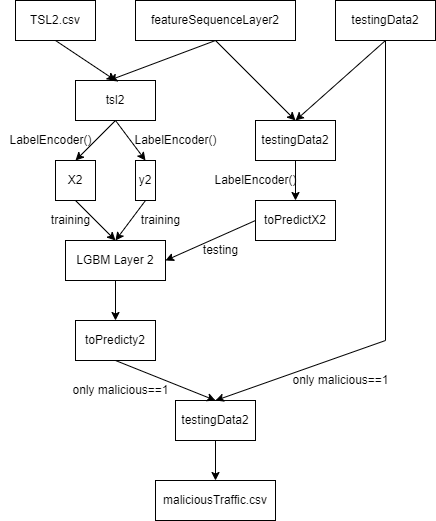 TSL2.csv
featureSequenceLayer2
testingData2
tsl2
testingData2
LabelEncoder()
LabelEncoder()
X2
y2
LabelEncoder()
training
training
toPredictX2
testing
LGBM Layer 2
toPredicty2
only malicious==1
only malicious==1
testingData2
maliciousTraffic.csv